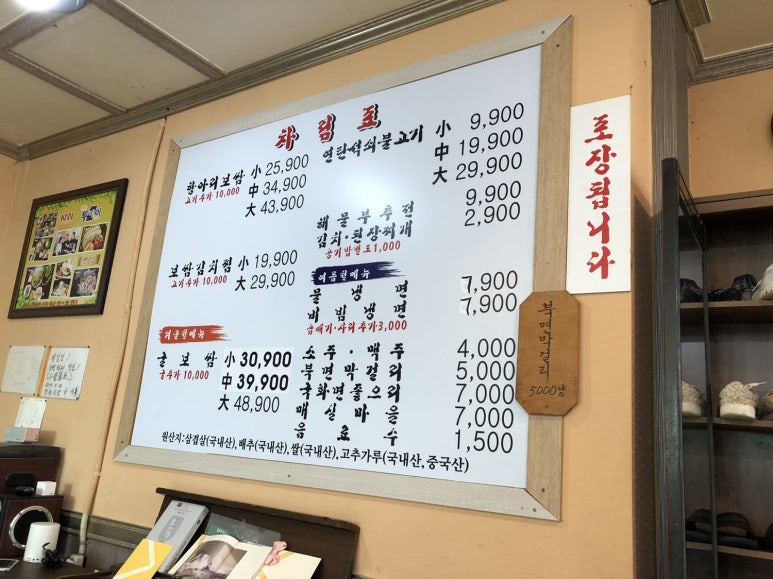 차림표
항아리보쌈 小 25,900
고기추가 10,000 中 34,900
大 43,900
보쌈김치찜 小 19,900
고기추가 10,000 大 29,900
겨울철메뉴
굴보쌈 小 30,900
굴추가 10,000 中 39,900
大 48,900
연탄석쇠불고기 小 9,900
中 19,900
大 29,900
해물부추전 9,900
김치·된장찌개 2,900
공기밥별도 1,000
여름철메뉴
물냉면 7,900
비빔냉면 7,900
곱빼기·사리추가 3,000
소주·맥주 4,000
북면막걸리 5,000
국화면좋으리 7,000
매실마을 7,000
음료수 1,500
원산지:삼겹살(국내산),배추(국내산),쌀(국내산),고추가루(국내산,중국산)
포장됩니다
북면막걸리
5000냥
KNN